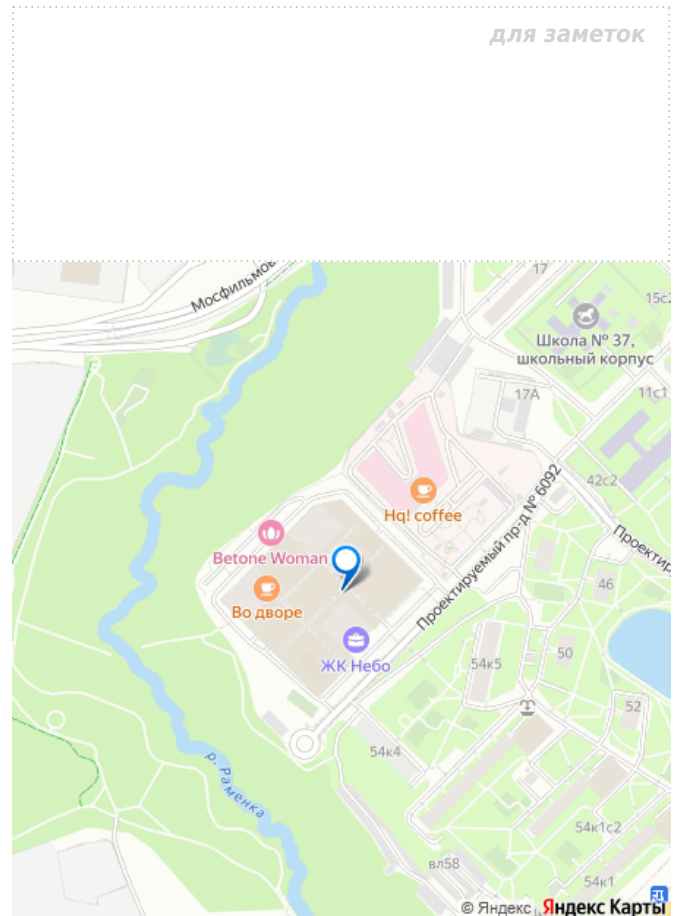 для заметок
Мосфильмовс
17
15с2
Школа № 37,
школьный корпус
17А
11с1
42с2
Hq! coffee
Проектируемый пр-д № 6092
Проектир
Betone Woman
Во дворе
46
ЖК Небо
54к5
50
52
54к4
р. Раменка
54к1с2
вл58
54к1
© Яндекс Яндекс Карты